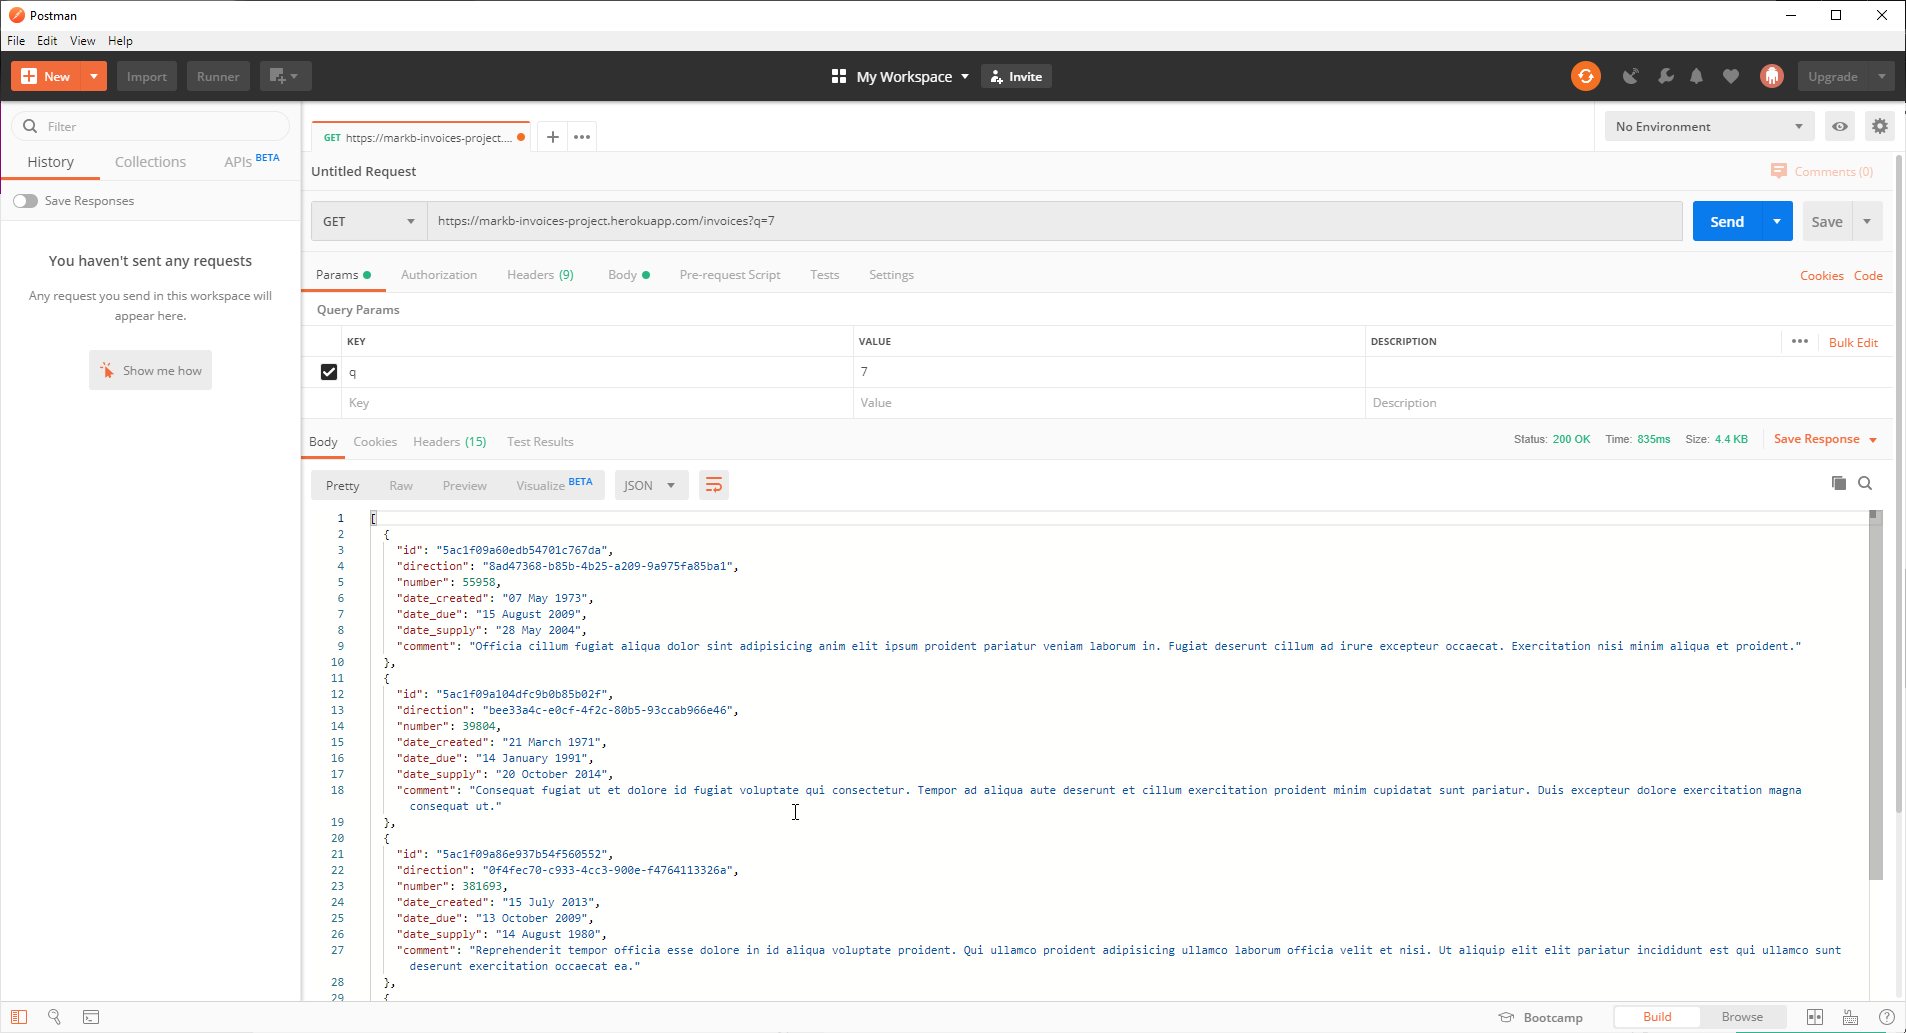 Postman
File Edit View Help
New Import Runner My Workspace Invite Upgrade
Filter
History Collections APIs BETA
Save Responses
You haven't sent any requests
Any request you send in this workspace will
appear here.
Show me how
GET https://markb-invoices-project.... No Environment
Untitled Request Comments (0)
GET https://markb-invoices-project.herokuapp.com/invoices?q=7 Send Save
Params Authorization Headers (9) Body Pre-request Script Tests Settings Cookies Code
Query Params
KEY VALUE DESCRIPTION Bulk Edit
q 7
Key Value Description
Body Cookies Headers (15) Test Results Status: 200 OK Time: 835ms Size: 4.4 KB Save Response
Pretty Raw Preview Visualize BETA JSON
1 [
2 {
3 "id": "5ac1f09a60edb54701c767da",
4 "direction": "8ad47368-b85b-4b25-a209-9a975fa85ba1",
5 "number": 55958,
6 "date_created": "07 May 1973",
7 "date_due": "15 August 2009",
8 "date_supply": "28 May 2004",
9 "comment": "Officia cillum fugiat aliqua dolor sint adipisicing anim elit ipsum proident pariatur veniam laborum in. Fugiat deserunt cillum ad irure excepteur occaecat. Exercitation nisi minim aliqua et proident."
10 },
11 {
12 "id": "5ac1f09a104dfc9b0b85b02f",
13 "direction": "bee33a4c-e0cf-4f2c-80b5-93ccab966e46",
14 "number": 39804,
15 "date_created": "21 March 1971",
16 "date_due": "14 January 1991",
17 "date_supply": "20 October 2014",
18 "comment": "Consequat fugiat ut et dolore id fugiat voluptate qui consectetur. Tempor ad aliqua aute deserunt et cillum exercitation proident minim cupidatat sunt pariatur. Duis excepteur dolore exercitation magna
consequat ut."
19 },
20 {
21 "id": "5ac1f09a86e937b54f560552",
22 "direction": "0f4fec70-c933-4cc3-900e-f4764113326a",
23 "number": 381693,
24 "date_created": "15 July 2013",
25 "date_due": "13 October 2009",
26 "date_supply": "14 August 1980",
27 "comment": "Reprehenderit tempor officia esse dolore in id aliqua voluptate proident. Qui ullamco proident adipisicing ullamco laborum officia velit et nisi. Ut aliquip elit elit pariatur incididunt est qui ullamco sunt
deserunt exercitation occaecat ea."
28 },
29 {
Bootcamp Build Browse